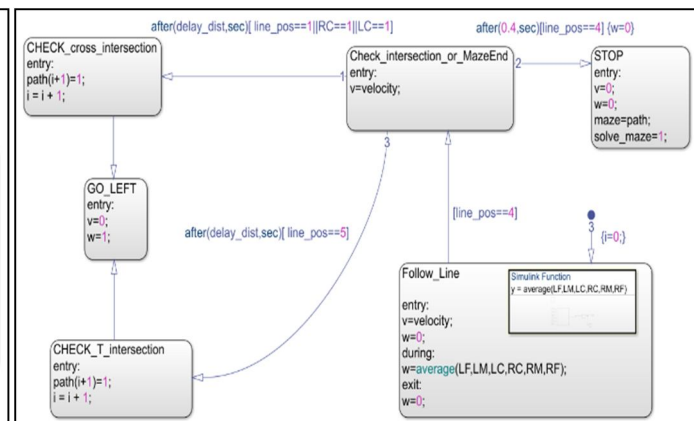 after(delay_dist,sec)[ line_pos==1||RC==1||LC==1]
after(0.4,sec)[line_pos==4] {w=0}
CHECK_cross_intersection
entry:
path(i+1)=1;
i = i + 1;
1
Check_intersection_or_MazeEnd
entry:
v=velocity;
2
3
STOP
entry:
v=0;
w=0;
maze=path;
solve_maze=1;
GO_LEFT
entry:
v=0;
w=1;
after(delay_dist,sec)[ line_pos==5]
[line_pos==4]
3
{i=0;}
CHECK_T_intersection
entry:
path(i+1)=1;
i = i + 1;
Follow_Line
entry:
v=velocity;
w=0;
during:
w=average(LF,LM,LC,RC,RM,RF);
exit:
w=0;
Simulink Function
y = average(LF,LM,LC,RC,RM,RF)